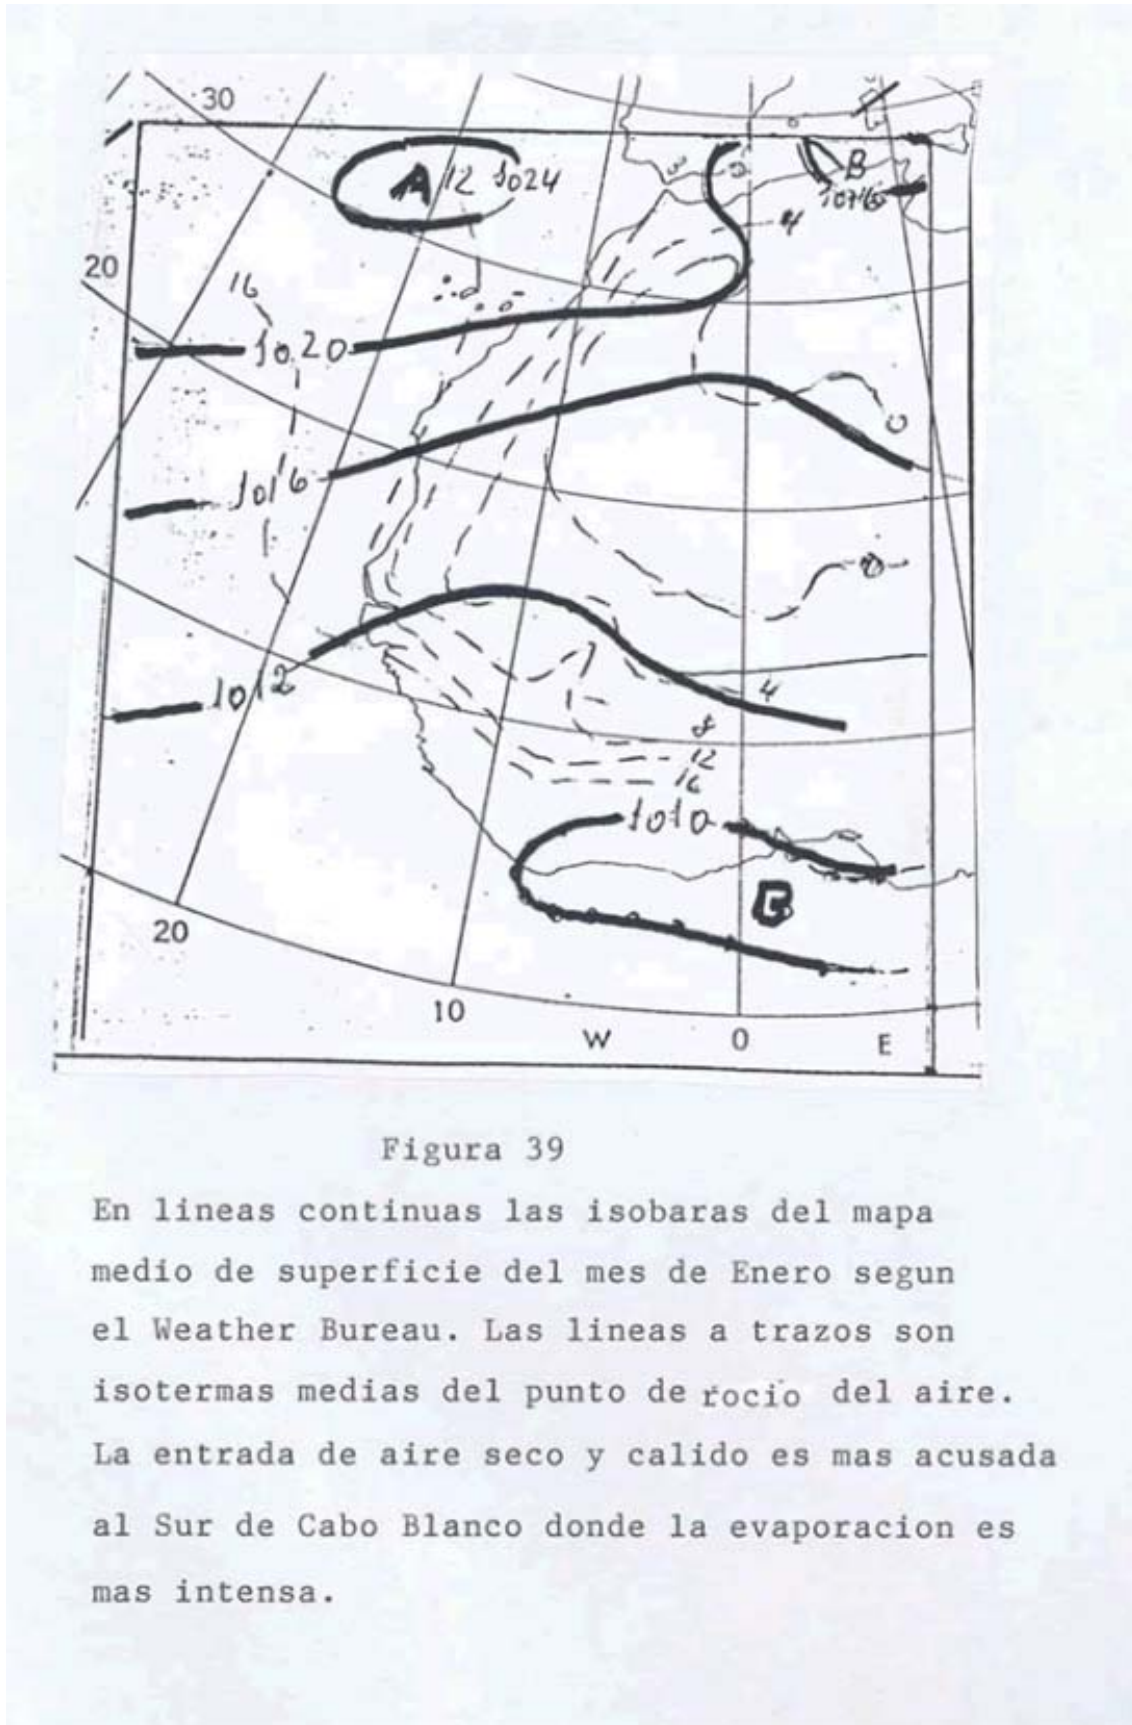 30
A 12 1024
B
4
20
16
1020
0
1016
8
1012
4
8
12
16
1010
B
20
10
W 0 E
Figura 39
En lineas continuas las isobaras del mapa
medio de superficie del mes de Enero segun
el Weather Bureau. Las lineas a trazos son
isotermas medias del punto de rocio del aire.
La entrada de aire seco y calido es mas acusada
al Sur de Cabo Blanco donde la evaporacion es
mas intensa.